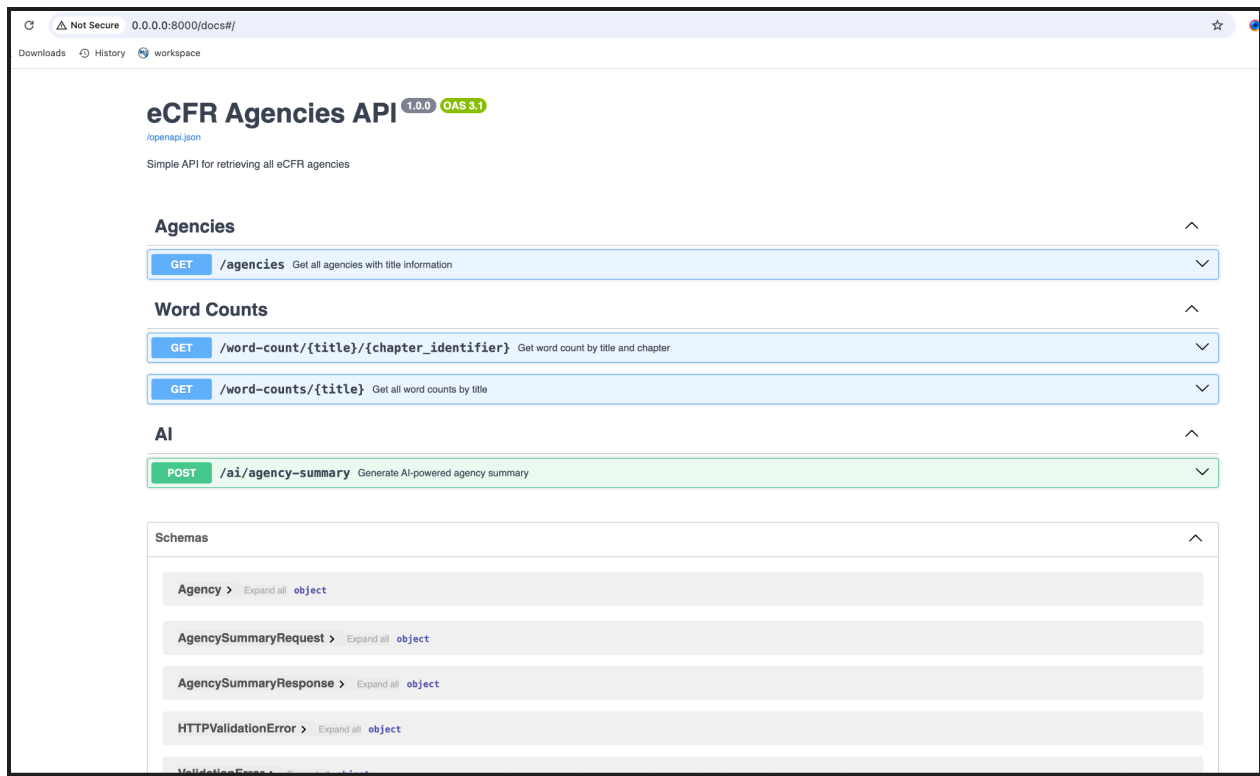 Not Secure 0.0.0.0:8000/docs#/
Downloads History workspace
eCFR Agencies API 1.0.0 OAS 3.1
/openapi.json
Simple API for retrieving all eCFR agencies
Agencies
GET /agencies Get all agencies with title information
Word Counts
GET /word-count/{title}/{chapter_identifier} Get word count by title and chapter
GET /word-counts/{title} Get all word counts by title
AI
POST /ai/agency-summary Generate AI-powered agency summary
Schemas
Agency Expand all object
AgencySummaryRequest Expand all object
AgencySummaryResponse Expand all object
HTTPValidationError Expand all object
ValidationError Expand all object